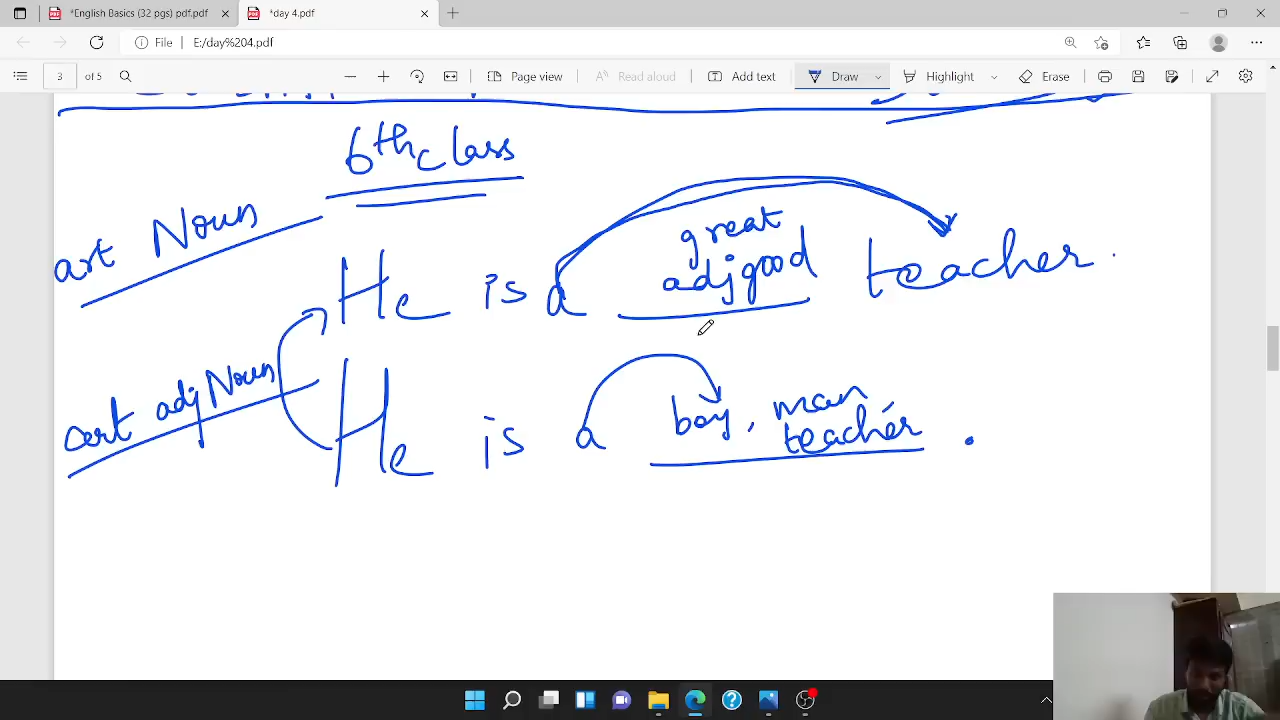 *English Basics (32 pgs) pdf.pdf
*day 4.pdf
File E:/day%204.pdf
3 of 5
Page view
Read aloud
Add text
Draw
Highlight
Erase
6th class
art Noun
great
He is a adj good teacher.
art adj Noun
He is a boy, man
teacher .